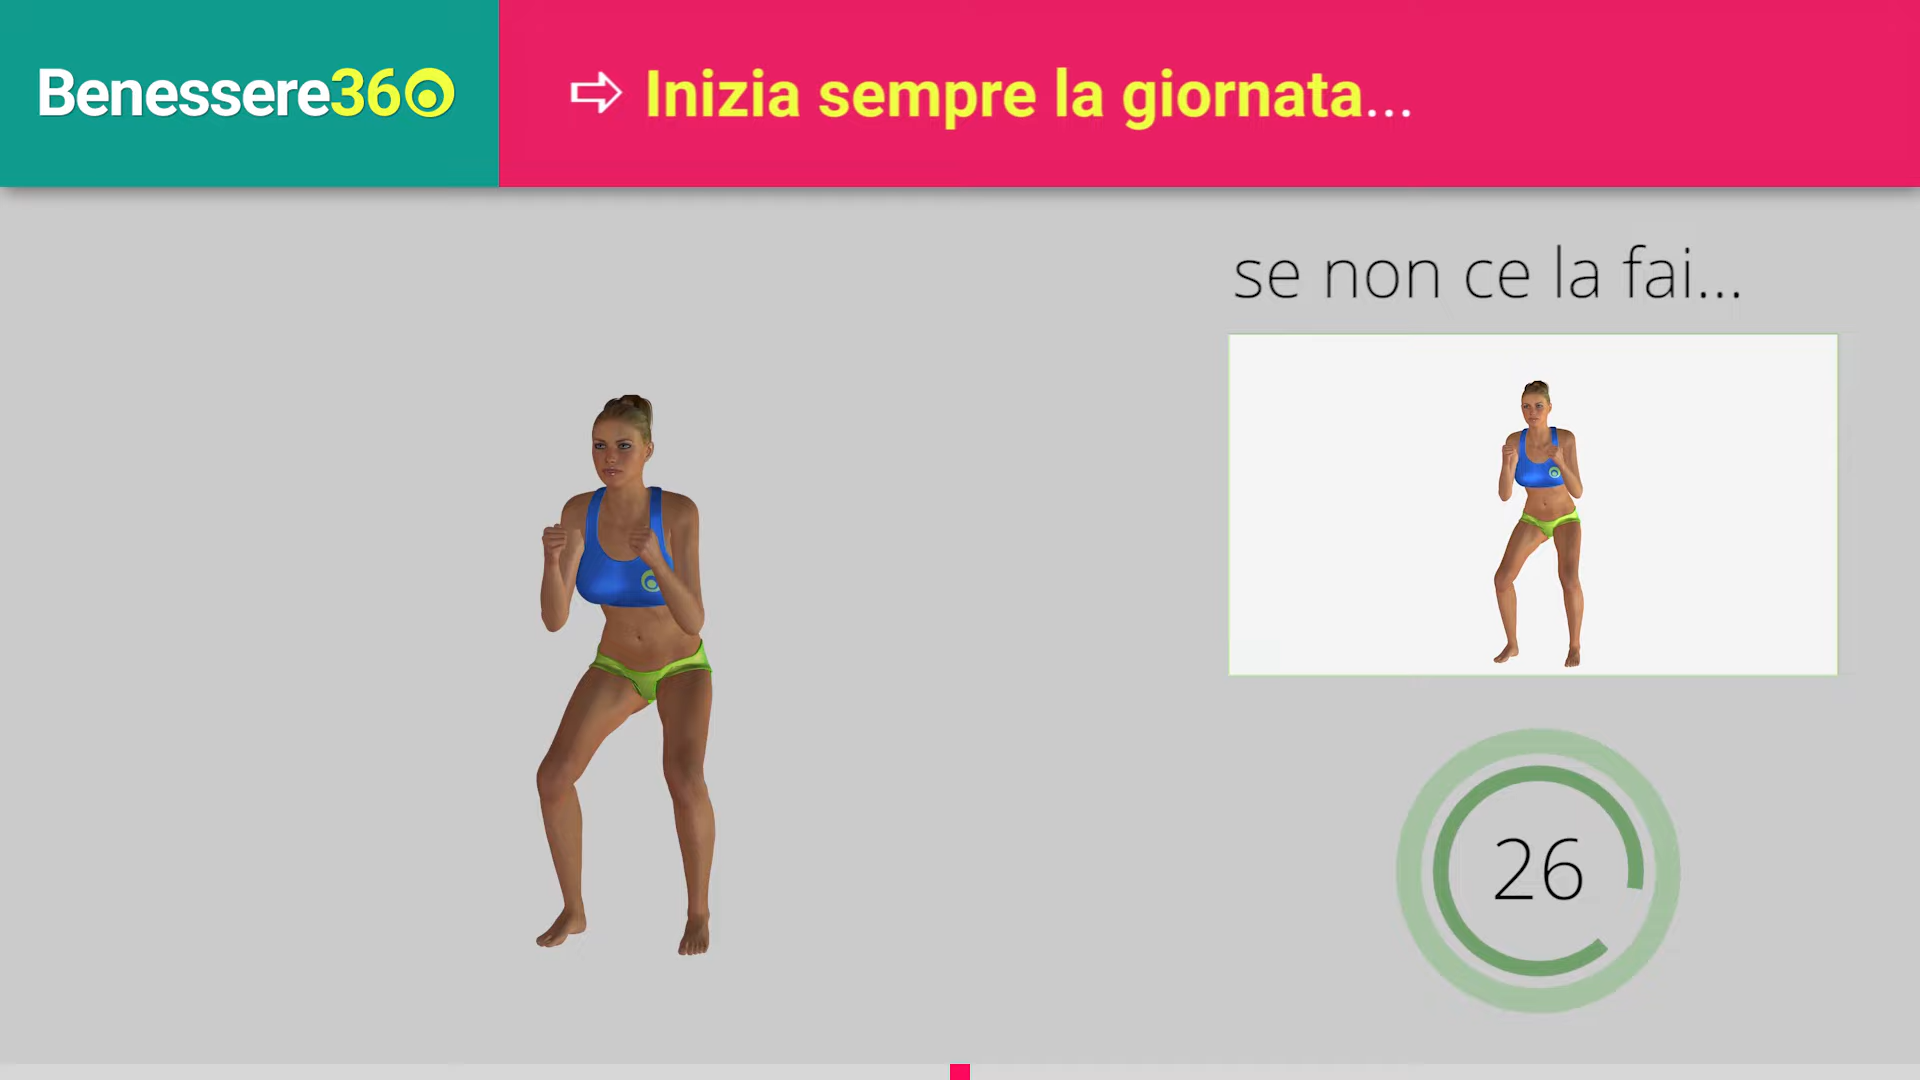 Benessere360
⇨ Inizia sempre la giornata...
se non ce la fai...
26